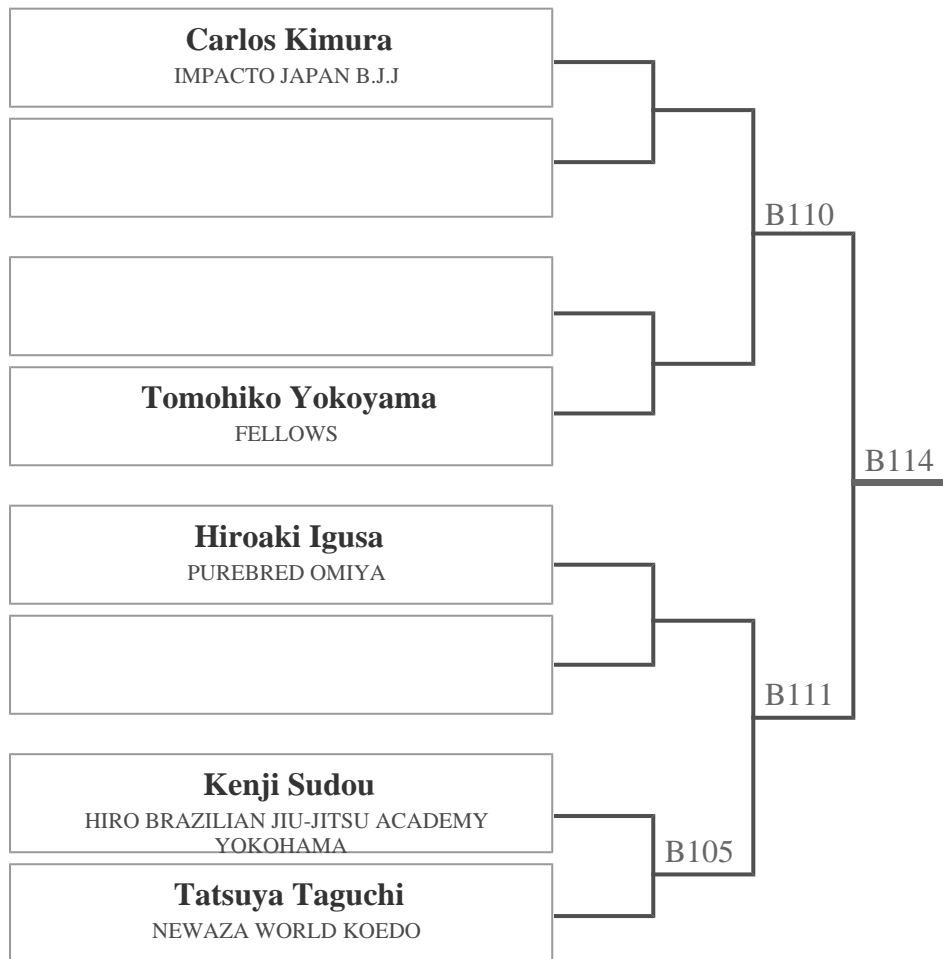 Carlos Kimura
IMPACTO JAPAN B.J.J
B110
Tomohiko Yokoyama
FELLOWS
B114
Hiroaki Igusa
PUREBRED OMIYA
B111
Kenji Sudou
HIRO BRAZILIAN JIU-JITSU ACADEMY
YOKOHAMA
B105
Tatsuya Taguchi
NEWAZA WORLD KOEDO